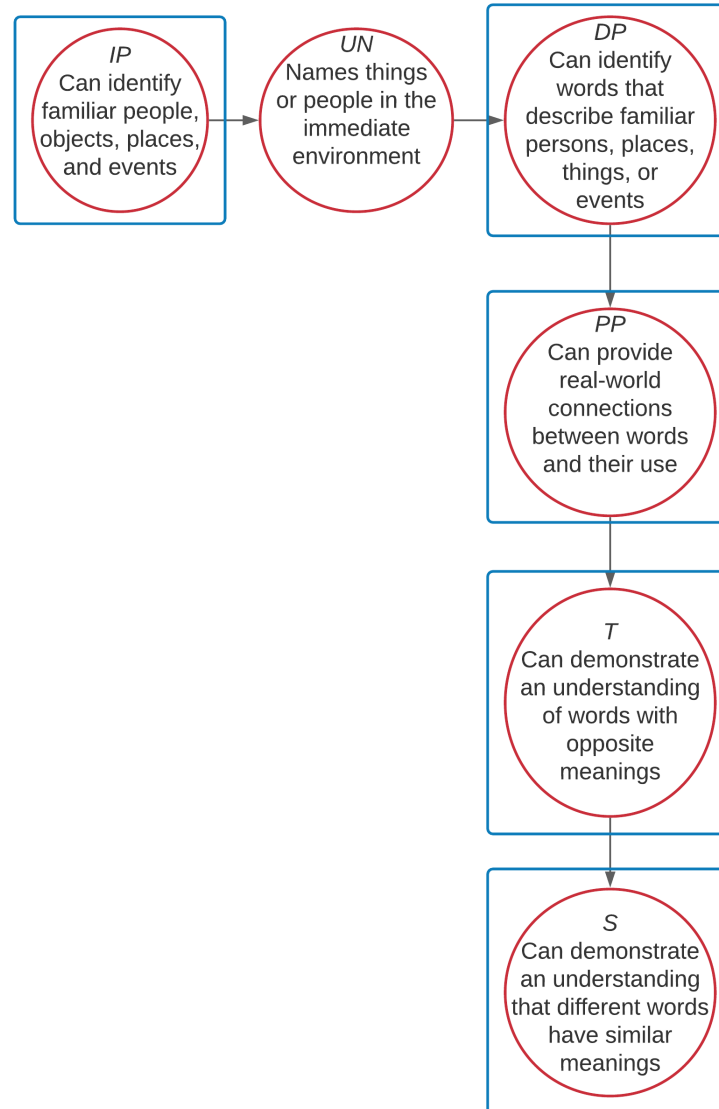 IP
Can identify
familiar people,
objects, places,
and events
UN
Names things
or people in the
immediate
environment
DP
Can identify
words that
describe familiar
persons, places,
things, or
events
PP
Can provide
real-world
connections
between words
and their use
T
Can demonstrate
an understanding
of words with
opposite
meanings
S
Can demonstrate
an understanding
that different words
have similar
meanings